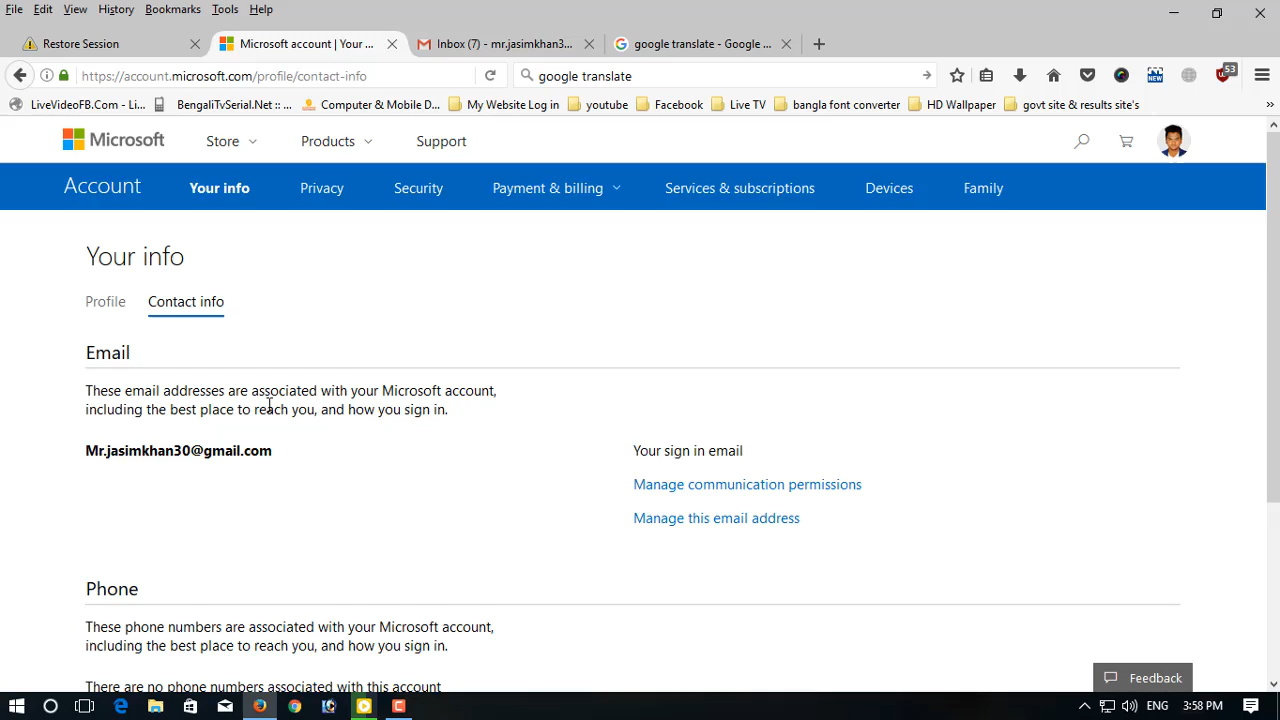 File Edit View History Bookmarks Tools Help
Restore Session
Microsoft account | Your ...
Inbox (7) - mr.jasimkhan3...
google translate - Google ...
https://account.microsoft.com/profile/contact-info
google translate
53
LiveVideoFB.Com - Li...
BengaliTvSerial.Net :: ...
Computer & Mobile D...
My Website Log in
youtube
Facebook
Live TV
bangla font converter
HD Wallpaper
govt site & results site's
Microsoft
Store
Products
Support
Account
Your info
Privacy
Security
Payment & billing
Services & subscriptions
Devices
Family
Your info
Profile
Contact info
Email
These email addresses are associated with your Microsoft account,
including the best place to reach you, and how you sign in.
Mr.jasimkhan30@gmail.com
Your sign in email
Manage communication permissions
Manage this email address
Phone
These phone numbers are associated with your Microsoft account,
including the best place to reach you, and how you sign in.
There are no phone numbers associated with this account
Feedback
ENG
3:58 PM